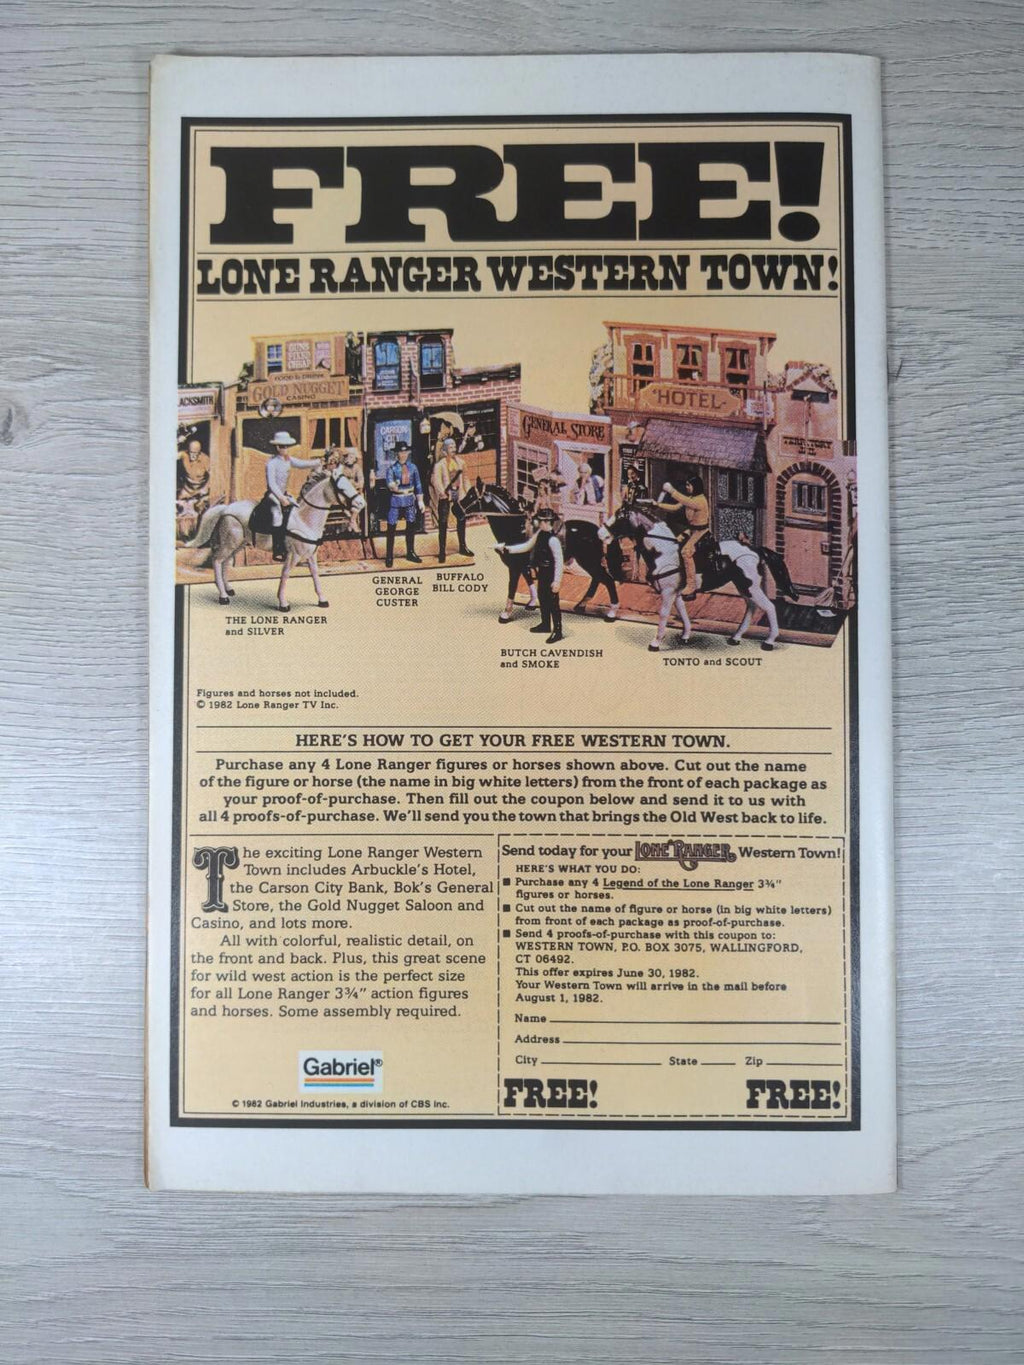 FREE!
LONE RANGER WESTERN TOWN!
ACKSMITH
GUNS
FOOD & DRINK
GOLD NUGGET
CASINO
CARSON
CITY
GENERAL STORE
HOTEL
TERRITORY
JAIL
THE LONE RANGER
and SILVER
GENERAL
GEORGE
CUSTER
BUFFALO
BILL CODY
BUTCH CAVENDISH
and SMOKE
TONTO and SCOUT
Figures and horses not included.
© 1982 Lone Ranger TV Inc.
HERE'S HOW TO GET YOUR FREE WESTERN TOWN.
Purchase any 4 Lone Ranger figures or horses shown above. Cut out the name
of the figure or horse (the name in big white letters) from the front of each package as
your proof-of-purchase. Then fill out the coupon below and send it to us with
all 4 proofs-of-purchase. We'll send you the town that brings the Old West back to life.
The exciting Lone Ranger Western
Town includes Arbuckle's Hotel,
the Carson City Bank, Bok's General
Store, the Gold Nugget Saloon and
Casino, and lots more.
All with colorful, realistic detail, on
the front and back. Plus, this great scene
for wild west action is the perfect size
for all Lone Ranger 3¾" action figures
and horses. Some assembly required.
Gabriel®
© 1982 Gabriel Industries, a division of CBS Inc.
Send today for your LONE RANGER Western Town!
HERE'S WHAT YOU DO:
■ Purchase any 4 Legend of the Lone Ranger 3¾"
figures or horses.
■ Cut out the name of figure or horse (in big white letters)
from front of each package as proof-of-purchase.
■ Send 4 proofs-of-purchase with this coupon to:
WESTERN TOWN, P.O. BOX 3075, WALLINGFORD,
CT 06492.
This offer expires June 30, 1982.
Your Western Town will arrive in the mail before
August 1, 1982.
Name
Address
City State Zip
FREE! FREE!